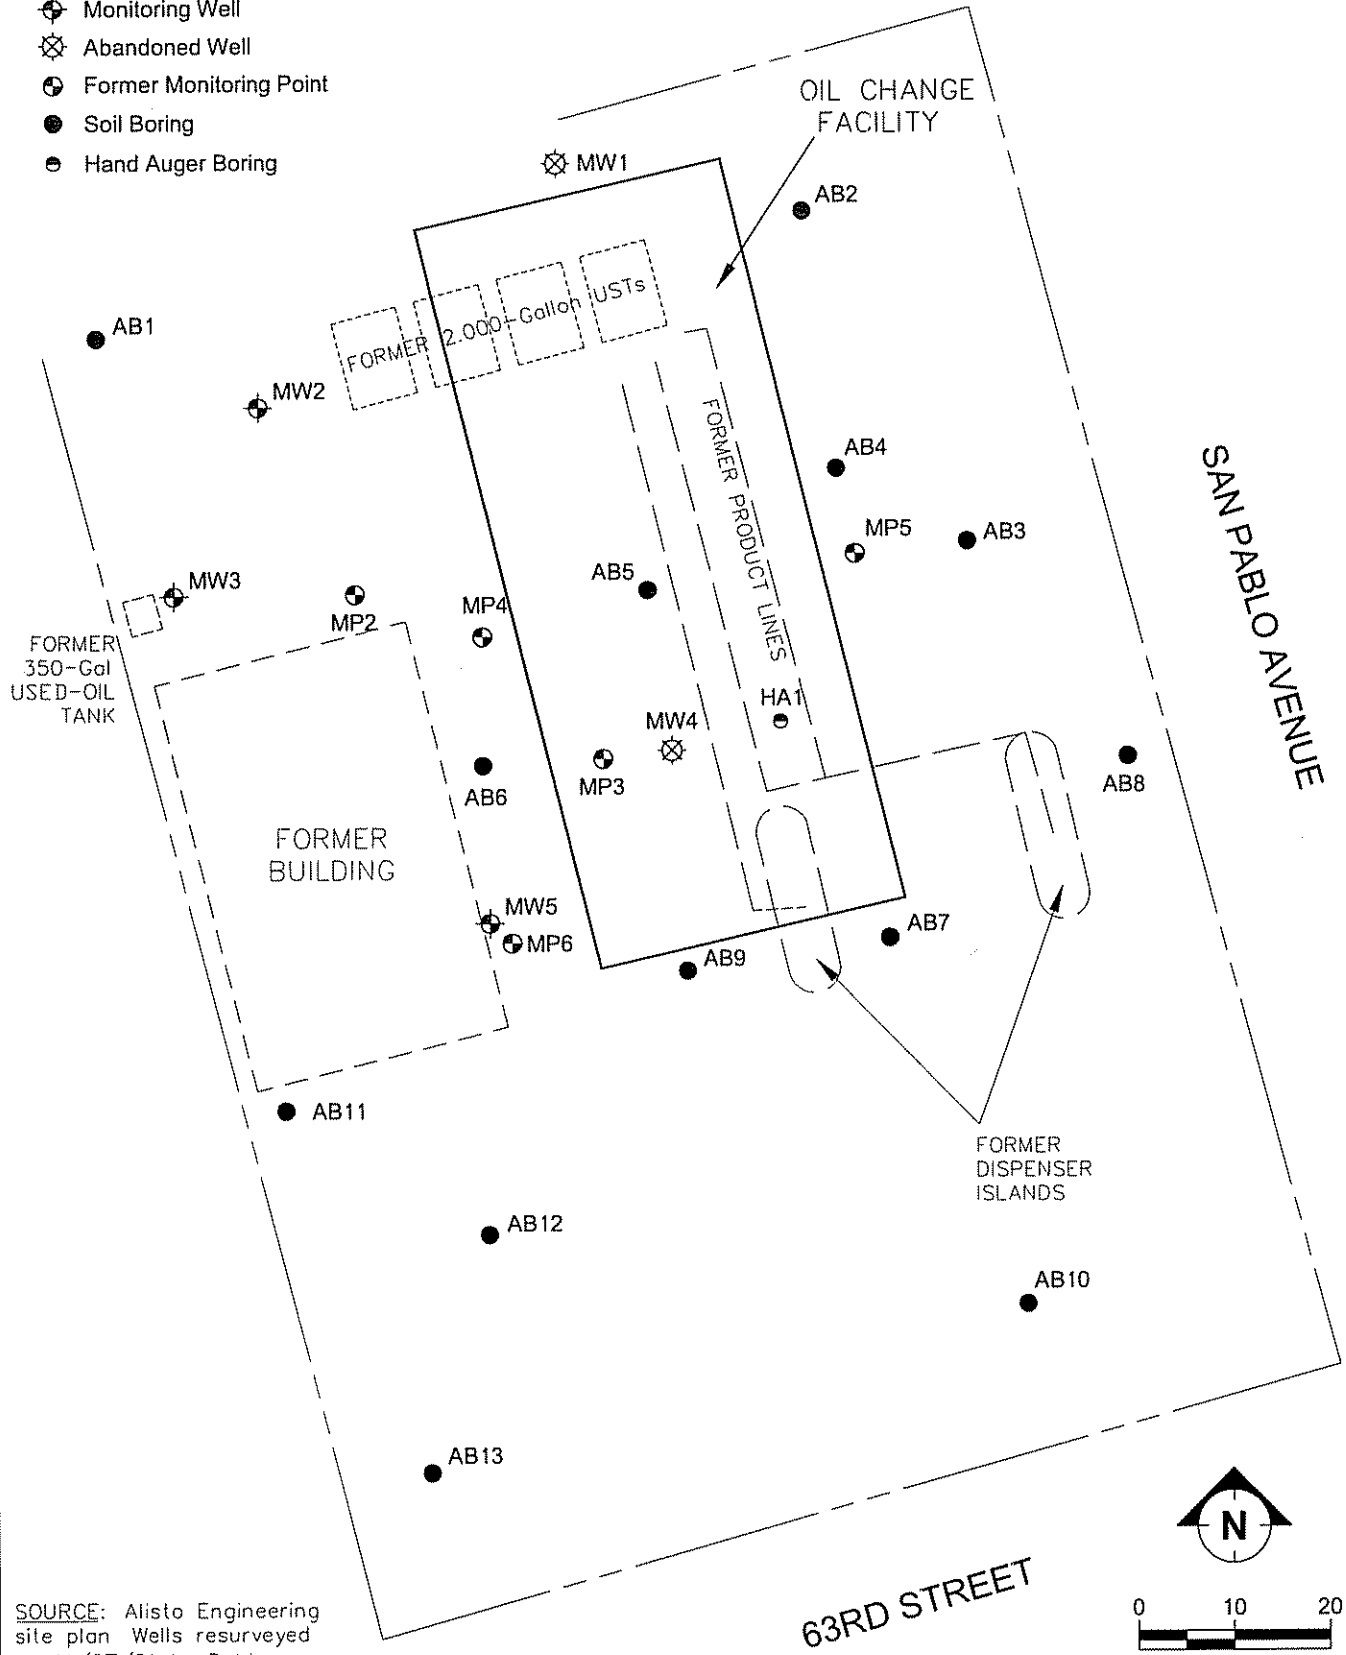 Monitoring Well
Abandoned Well
Former Monitoring Point
Soil Boring
Hand Auger Boring
OIL CHANGE
FACILITY
MW1
AB2
AB1
FORMER 2,000-Gallon USTs
MW2
AB4
MP5
AB3
SAN PABLO AVENUE
FORMER PRODUCT LINES
AB5
MW3
MP2
MP4
FORMER
350-Gal
USED-OIL
TANK
HA1
MW4
MP3
AB6
AB8
FORMER
BUILDING
MW5
MP6
AB9
AB7
AB11
FORMER
DISPENSER
ISLANDS
AB12
AB10
AB13
N
63RD STREET
0 10 20
SOURCE: Alisto Engineering
site plan Wells resurveyed